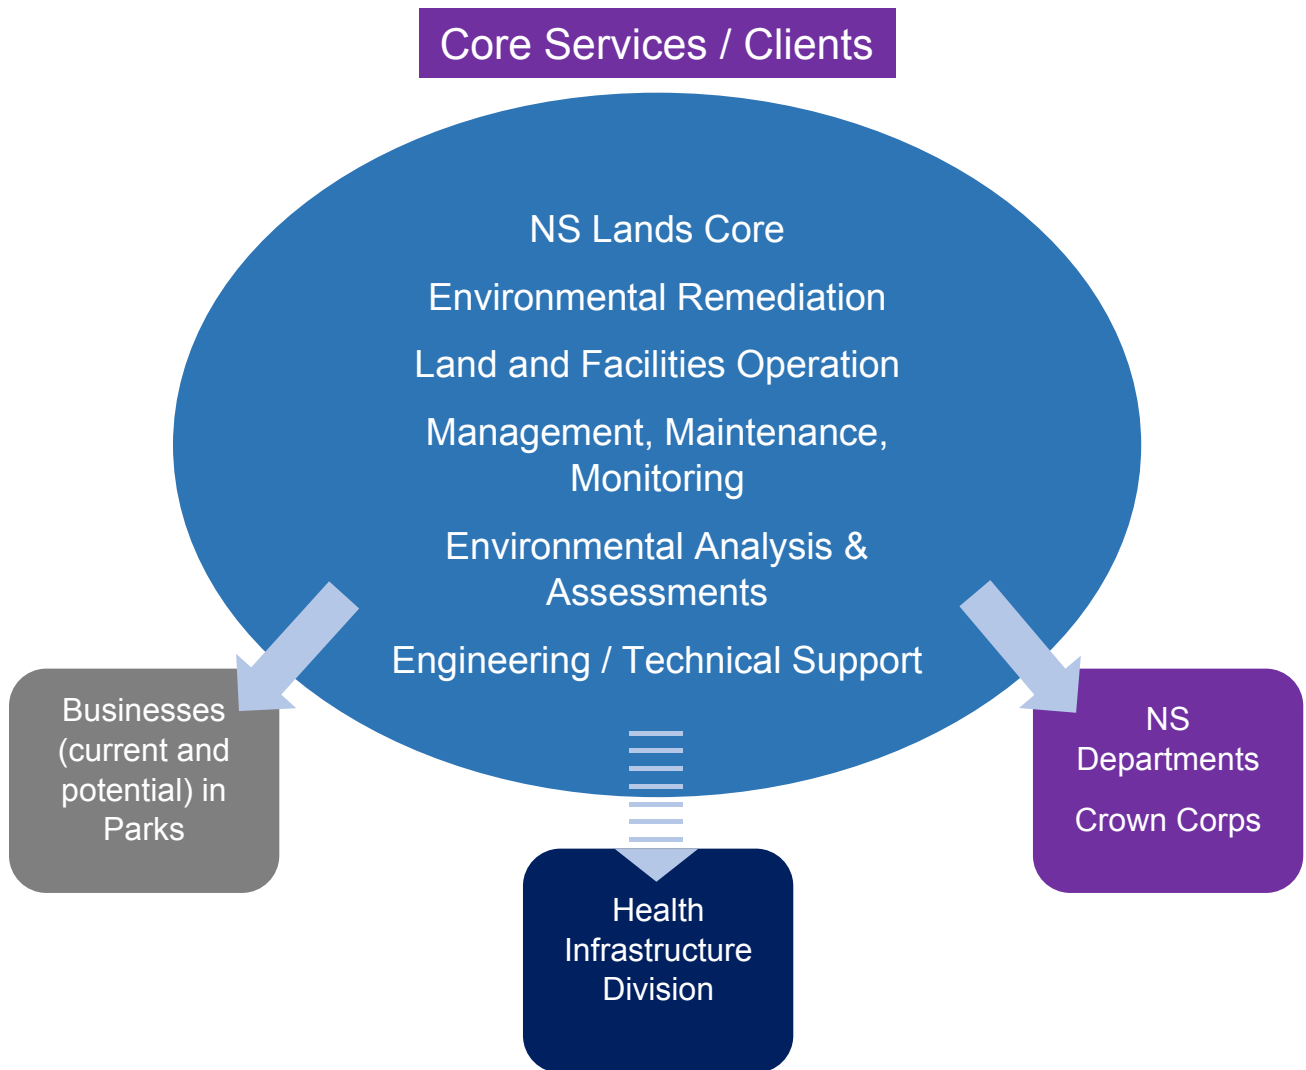 Core Services / Clients
NS Lands Core
Environmental Remediation
Land and Facilities Operation
Management, Maintenance,
Monitoring
Environmental Analysis &
Assessments
Engineering / Technical Support
Businesses
(current and
potential) in
Parks
Health
Infrastructure
Division
NS
Departments
Crown Corps